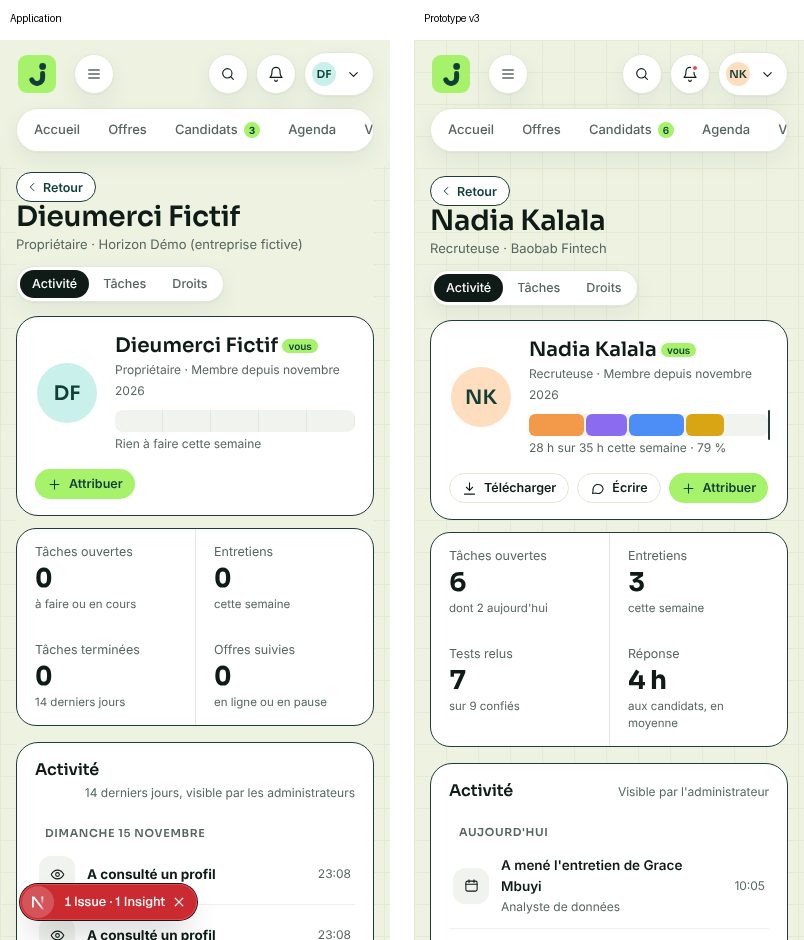 Application
DF
Accueil Offres Candidats 3 Agenda V
Retour
Dieumerci Fictif
Propriétaire · Horizon Démo (entreprise fictive)
Activité Tâches Droits
DF
Dieumerci Fictif vous
Propriétaire · Membre depuis novembre
2026
Rien à faire cette semaine
Attribuer
Tâches ouvertes
0
à faire ou en cours
Entretiens
0
cette semaine
Tâches terminées
0
14 derniers jours
Offres suivies
0
en ligne ou en pause
Activité
14 derniers jours, visible par les administrateurs
DIMANCHE 15 NOVEMBRE
A consulté un profil 23:08
N 1 Issue · 1 Insight
A consulté un profil 23:08
Prototype v3
NK
Accueil Offres Candidats 6 Agenda V
Retour
Nadia Kalala
Recruteuse · Baobab Fintech
Activité Tâches Droits
NK
Nadia Kalala vous
Recruteuse · Membre depuis novembre
2026
28 h sur 35 h cette semaine · 79 %
Télécharger Écrire Attribuer
Tâches ouvertes
6
dont 2 aujourd'hui
Entretiens
3
cette semaine
Tests relus
7
sur 9 confiés
Réponse
4 h
aux candidats, en
moyenne
Activité Visible par l'administrateur
AUJOURD'HUI
A mené l'entretien de Grace
Mbuyi
10:05
Analyste de données